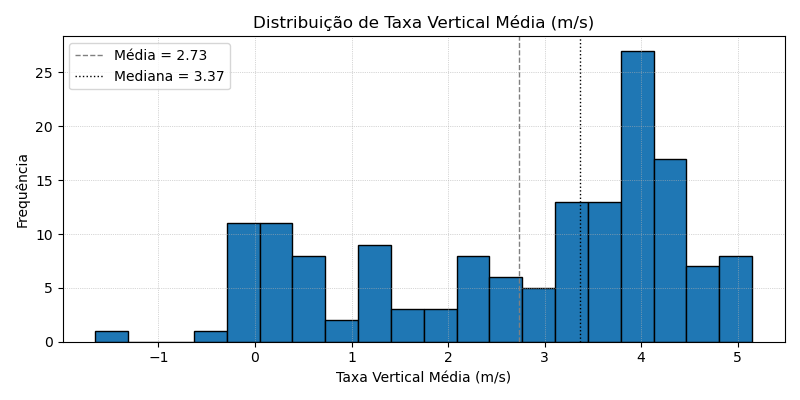 Distribuição de Taxa Vertical Média (m/s)
Média = 2.73
Mediana = 3.37
Frequência
25
20
15
10
5
0
−1
0
1
2
3
4
5
Taxa Vertical Média (m/s)